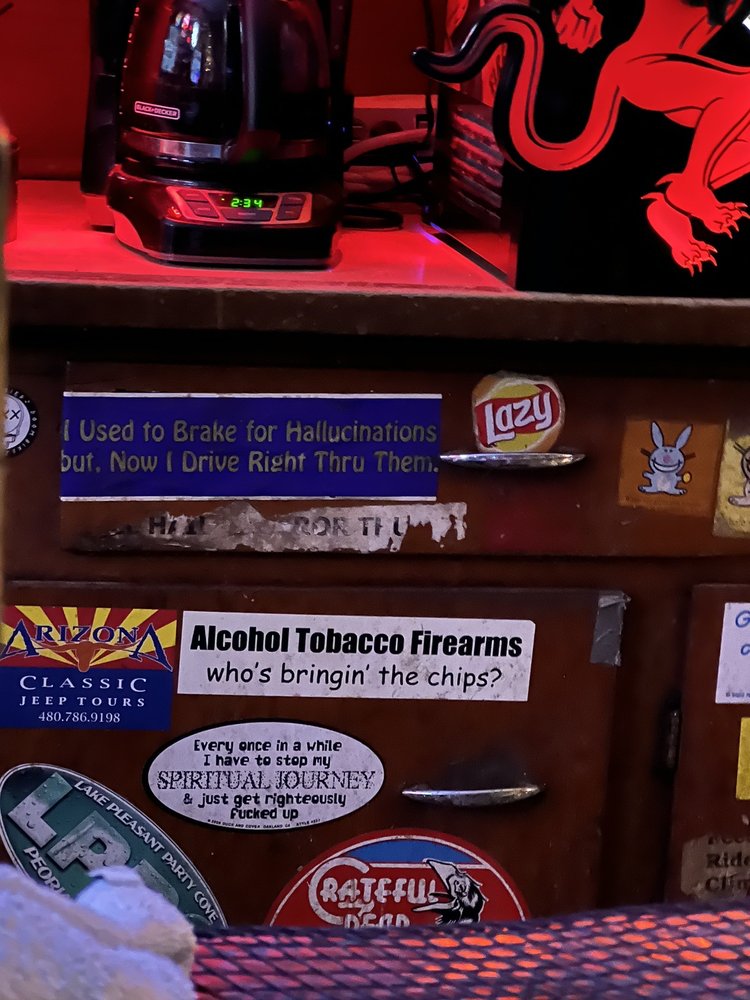 BLACK+DECKER
2:34
I Used to Brake for Hallucinations
but, Now I Drive Right Thru Them.
Lazy
ARIZONA
CLASSIC
JEEP TOURS
480.786.9198
Alcohol Tobacco Firearms
who's bringin' the chips?
Every once in a while
I have to stop my
SPIRITUAL JOURNEY
& just get righteously
fucked up
LAKE PLEASANT PARTY COVE
GRATEFUL
DEAD
Ride